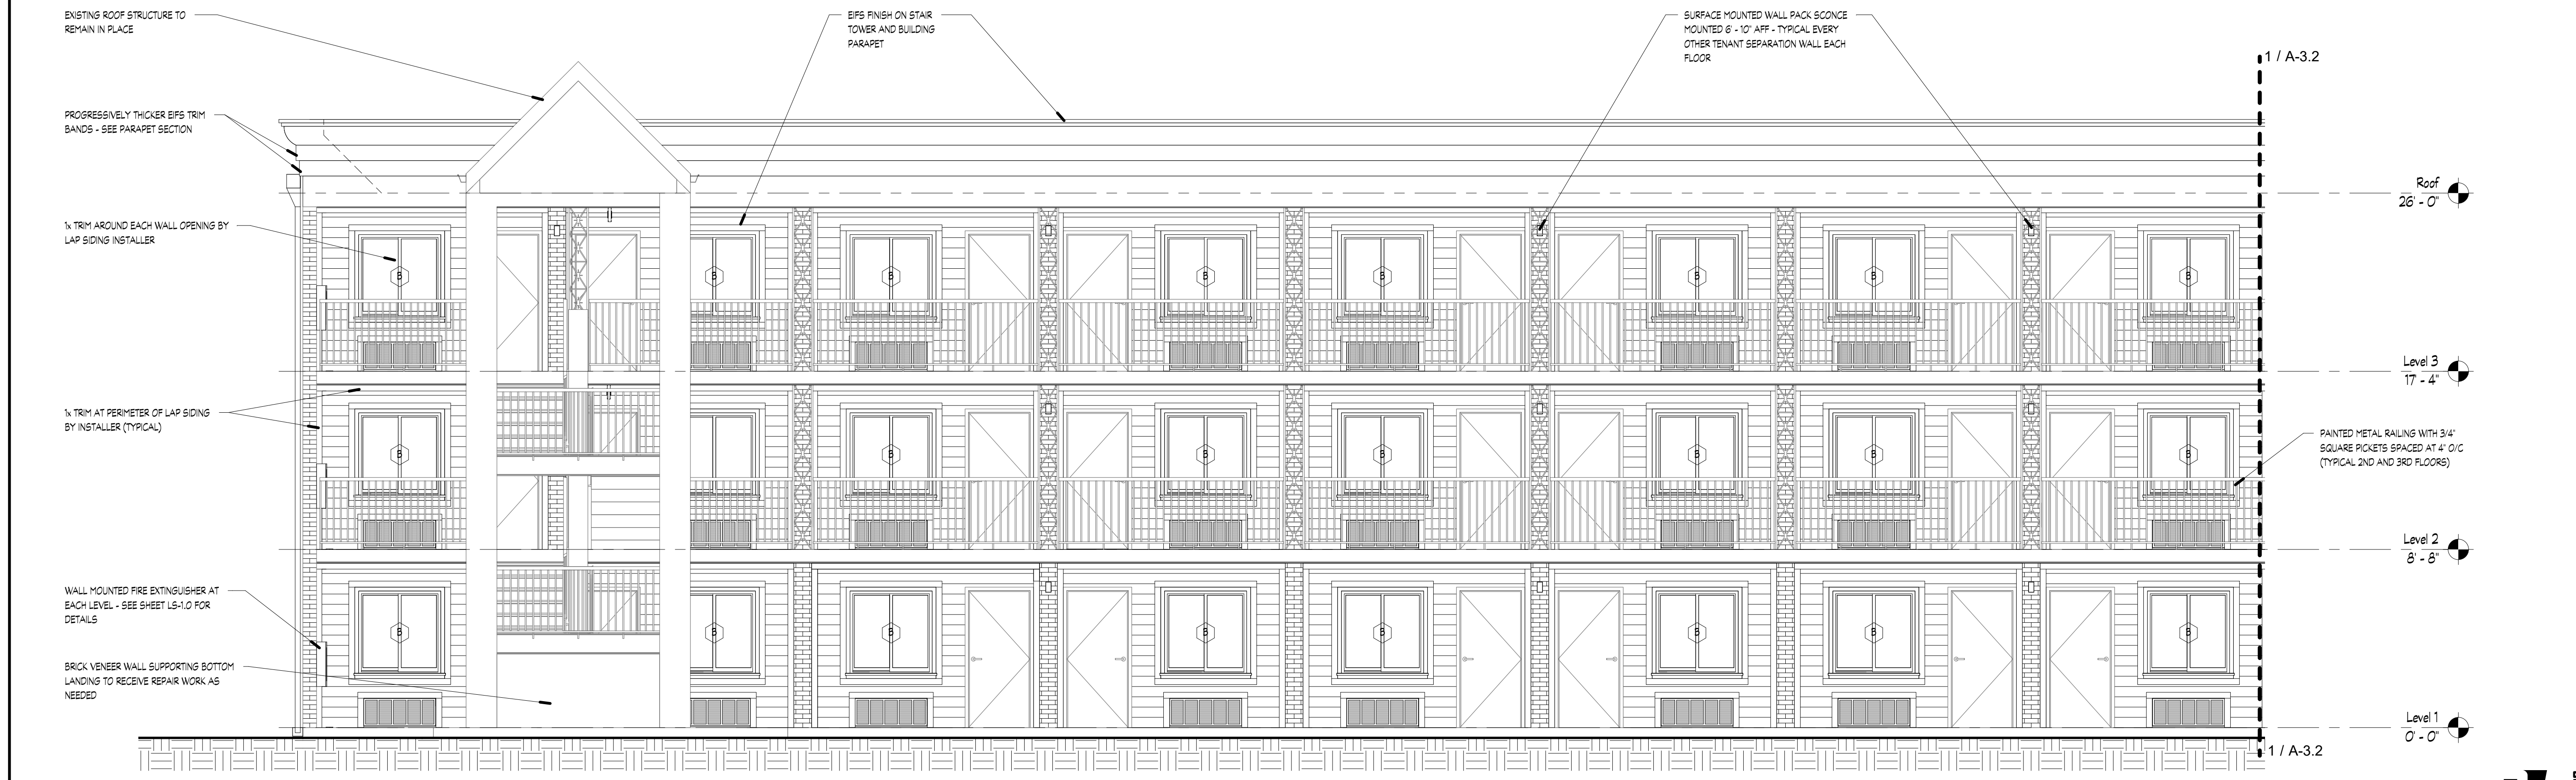 EXISTING ROOF STRUCTURE TO
REMAIN IN PLACE
EIFS FINISH ON STAIR
TOWER AND BUILDING
PARAPET
SURFACE MOUNTED WALL PACK SCONCE
MOUNTED 6' - 10" AFF - TYPICAL EVERY
OTHER TENANT SEPARATION WALL EACH
FLOOR
1 / A-3.2
PROGRESSIVELY THICKER EIFS TRIM
BANDS - SEE PARAPET SECTION
Roof
26' - 0"
1x TRIM AROUND EACH WALL OPENING BY
LAP SIDING INSTALLER
B B B B B B B B
Level 3
17' - 4"
1x TRIM AT PERIMETER OF LAP SIDING
BY INSTALLER (TYPICAL)
PAINTED METAL RAILING WITH 3/4"
SQUARE PICKETS SPACED AT 4" O/C
(TYPICAL 2ND AND 3RD FLOORS)
B B B B B B B B
Level 2
8' - 8"
WALL MOUNTED FIRE EXTINGUISHER AT
EACH LEVEL - SEE SHEET LS-1.0 FOR
DETAILS
B B B B B B B B
BRICK VENEER WALL SUPPORTING BOTTOM
LANDING TO RECEIVE REPAIR WORK AS
NEEDED
Level 1
0' - 0"
1 / A-3.2